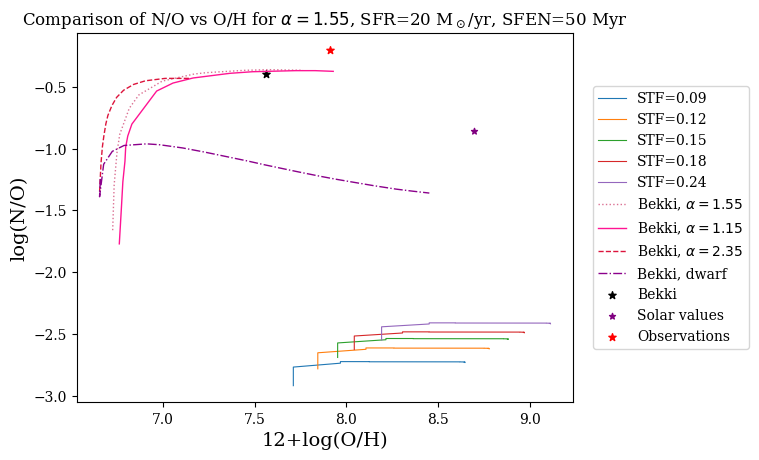 Comparison of N/O vs O/H for α = 1.55, SFR=20 M_⊙/yr, SFEN=50 Myr
log(N/O)
−0.5
−1.0
−1.5
−2.0
−2.5
−3.0
7.0 7.5 8.0 8.5 9.0
12+log(O/H)
STF=0.09
STF=0.12
STF=0.15
STF=0.18
STF=0.24
Bekki, α = 1.55
Bekki, α = 1.15
Bekki, α = 2.35
Bekki, dwarf
Bekki
Solar values
Observations